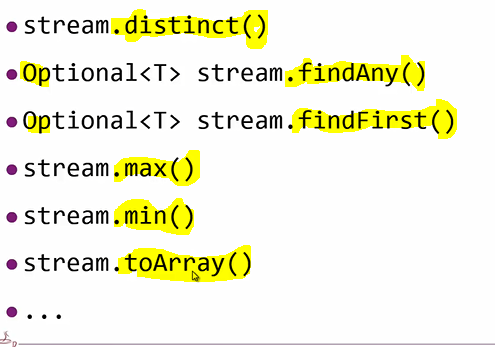 • stream.distinct()
• Optional<T> stream.findAny()
• Optional<T> stream.findFirst()
• stream.max()
• stream.min()
• stream.toArray()
• ...